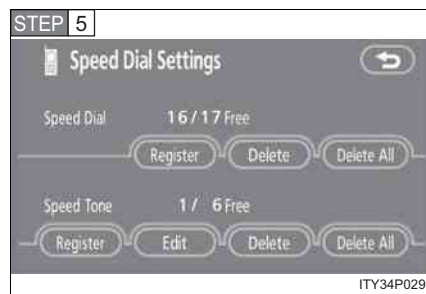 STEP 5
Speed Dial Settings
Speed Dial 16/17 Free
Register Delete Delete All
Speed Tone 1/ 6 Free
Register Edit Delete Delete All
ITY34P029